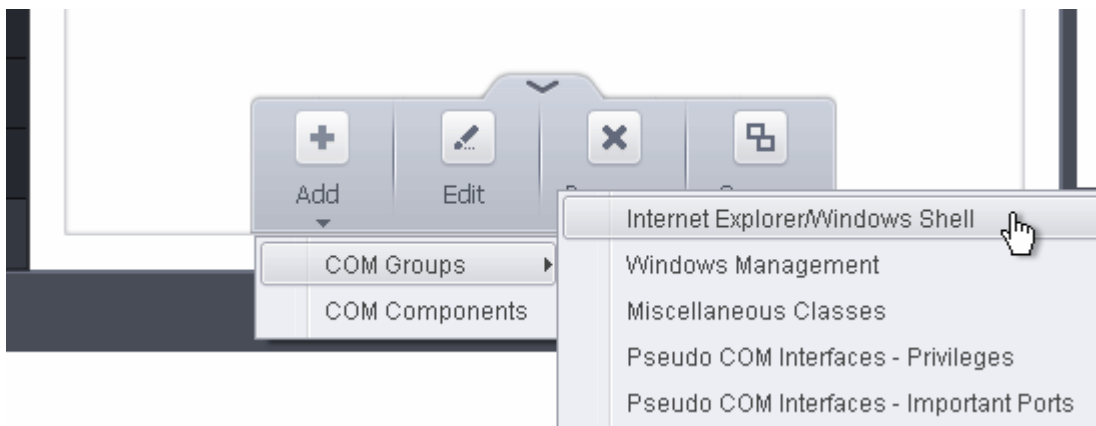 Add
Edit
Internet Explorer/Windows Shell
COM Groups
Windows Management
COM Components
Miscellaneous Classes
Pseudo COM Interfaces - Privileges
Pseudo COM Interfaces - Important Ports